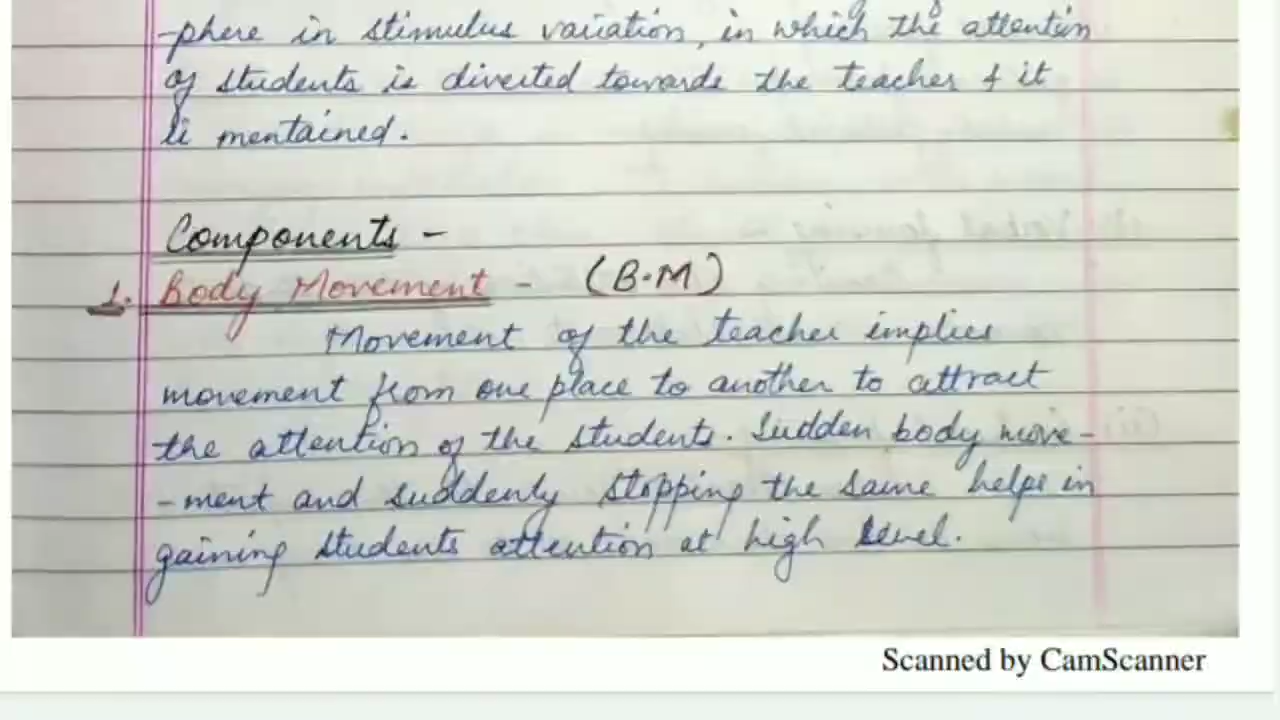 -phere in stimulus variation, in which the attention
of students is diverted towards the teacher & it
is mentained.
Components -
1. Body Movement - (B.M)
Movement of the teacher implies
movement from one place to another to attract
the attention of the students. Sudden body move-
-ment and suddenly stopping the same helps in
gaining students attention at high level.
Scanned by CamScanner